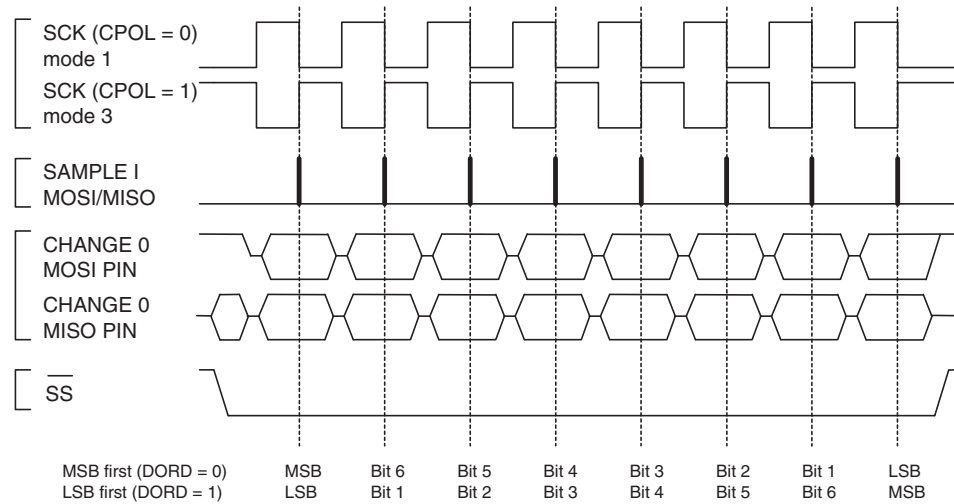 SCK (CPOL = 0)
mode 1
SCK (CPOL = 1)
mode 3
SAMPLE I
MOSI/MISO
CHANGE 0
MOSI PIN
CHANGE 0
MISO PIN
SS
MSB first (DORD = 0) MSB Bit 6 Bit 5 Bit 4 Bit 3 Bit 2 Bit 1 LSB
LSB first (DORD = 1) LSB Bit 1 Bit 2 Bit 3 Bit 4 Bit 5 Bit 6 MSB